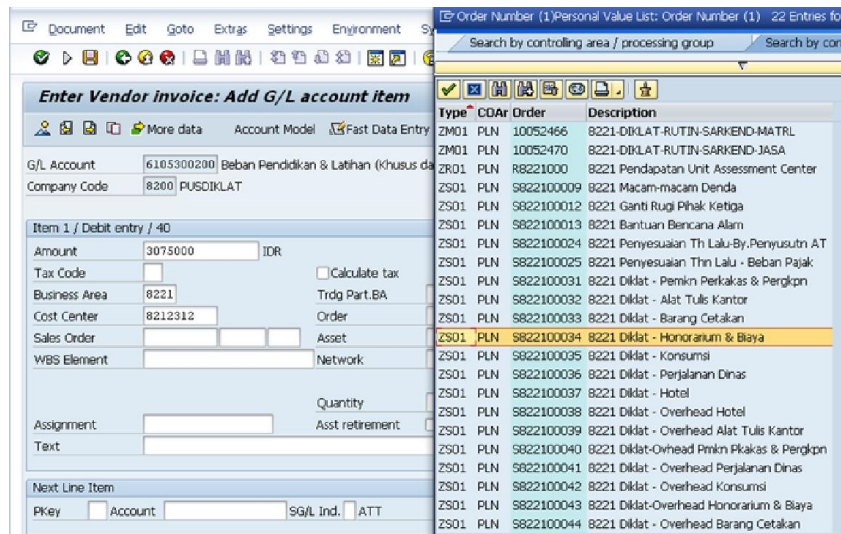 Document Edit Goto Extras Settings Environment Sy
Enter Vendor invoice: Add G/L account item
More data Account Model Fast Data Entry
G/L Account 6105300200 Beban Pendidikan & Latihan (Khusus da
Company Code 8200 PUSDIKLAT
Item 1 / Debit entry / 40
Amount 3075000 IDR
Tax Code Calculate tax
Business Area 8221 Trdg Part.BA
Cost Center 8212312 Order
Sales Order Asset
WBS Element Network
Quantity
Assignment Asst retirement
Text
Next Line Item
PKey Account SG/L Ind. ATT
Order Number (1)Personal Value List: Order Number (1) 22 Entries fo
Search by controlling area / processing group Search by con
Type COAr Order Description
ZM01 PLN 10052466 8221-DIKLAT-RUTIN-SARKEND-MATRL
ZM01 PLN 10052470 8221-DIKLAT-RUTIN-SARKEND-JASA
ZR01 PLN R8221000 8221 Pendapatan Unit Assessment Center
ZS01 PLN S822100009 8221 Macam-macam Denda
ZS01 PLN S822100012 8221 Ganti Rugi Pihak Ketiga
ZS01 PLN S822100013 8221 Bantuan Bencana Alam
ZS01 PLN S822100024 8221 Penyesuaian Th Lalu-By.Penyusutn AT
ZS01 PLN S822100025 8221 Penyesuaian Thn Lalu - Beban Pajak
ZS01 PLN S822100031 8221 Diklat - Pemkn Perkakas & Pergkpn
ZS01 PLN S822100032 8221 Diklat - Alat Tulis Kantor
ZS01 PLN S822100033 8221 Diklat - Barang Cetakan
ZS01 PLN S822100034 8221 Diklat - Honorarium & Biaya
ZS01 PLN S822100035 8221 Diklat - Konsumsi
ZS01 PLN S822100036 8221 Diklat - Perjalanan Dinas
ZS01 PLN S822100037 8221 Diklat - Hotel
ZS01 PLN S822100038 8221 Diklat - Overhead Hotel
ZS01 PLN S822100039 8221 Diklat - Overhead Alat Tulis Kantor
ZS01 PLN S822100040 8221 Diklat-Ovhead Pmkn Pkakas & Pergkpn
ZS01 PLN S822100041 8221 Diklat - Overhead Perjalanan Dinas
ZS01 PLN S822100042 8221 Diklat - Overhead Konsumsi
ZS01 PLN S822100043 8221 Diklat-Overhead Honorarium & Biaya
ZS01 PLN S822100044 8221 Diklat - Overhead Barang Cetakan